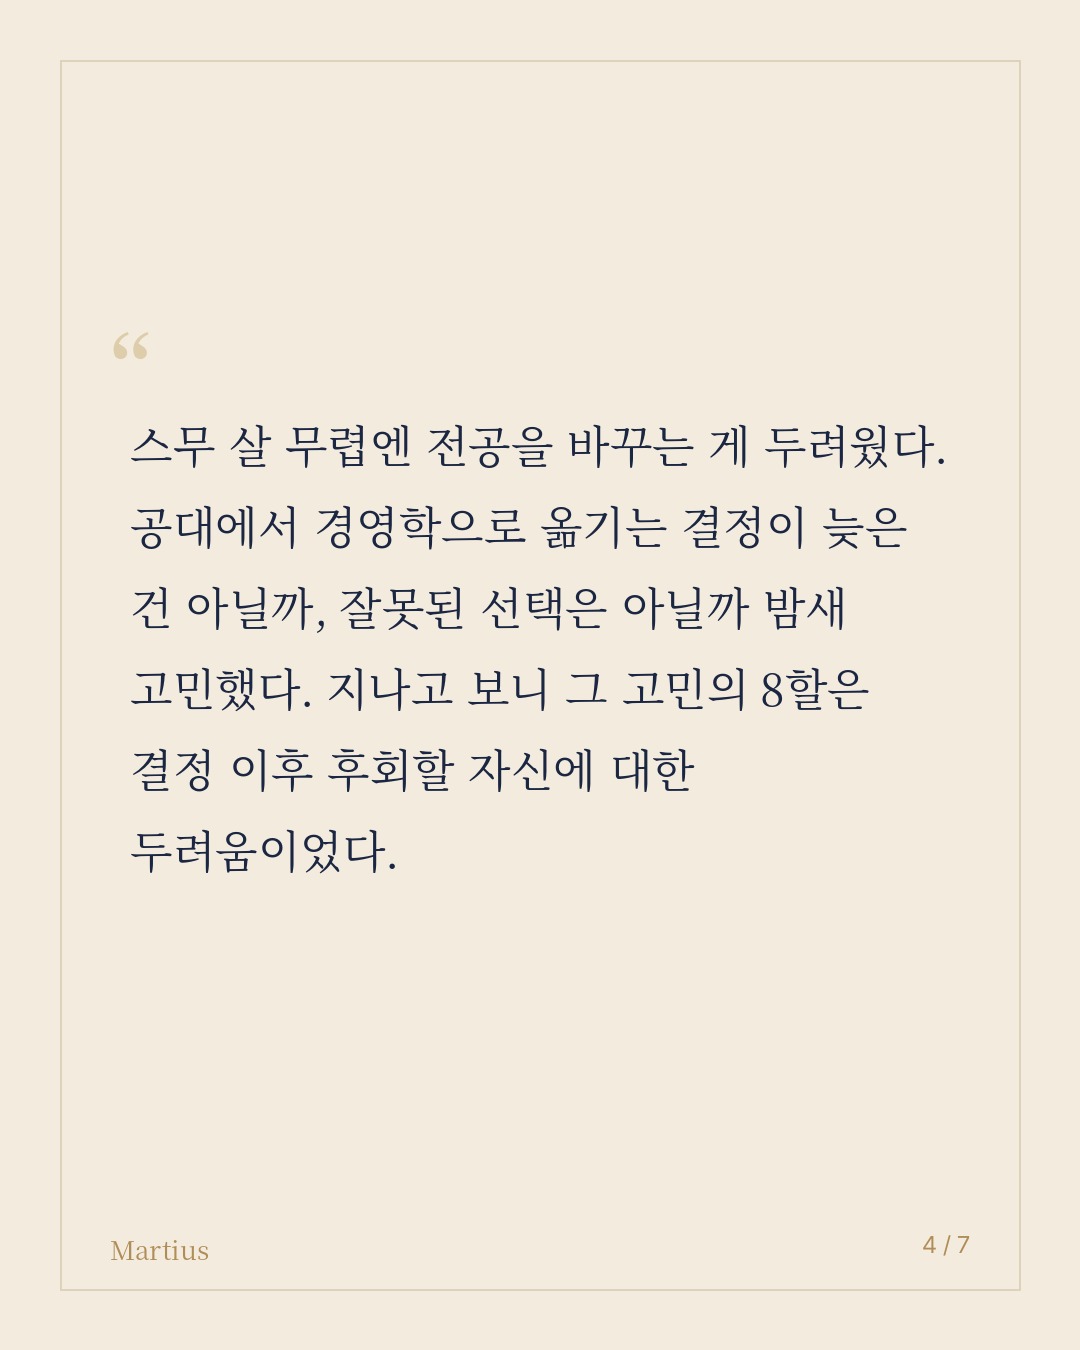 “
스무 살 무렵엔 전공을 바꾸는 게 두려웠다.
공대에서 경영학으로 옮기는 결정이 늦은
건 아닐까, 잘못된 선택은 아닐까 밤새
고민했다. 지나고 보니 그 고민의 8할은
결정 이후 후회할 자신에 대한
두려움이었다.
Martius
4 / 7